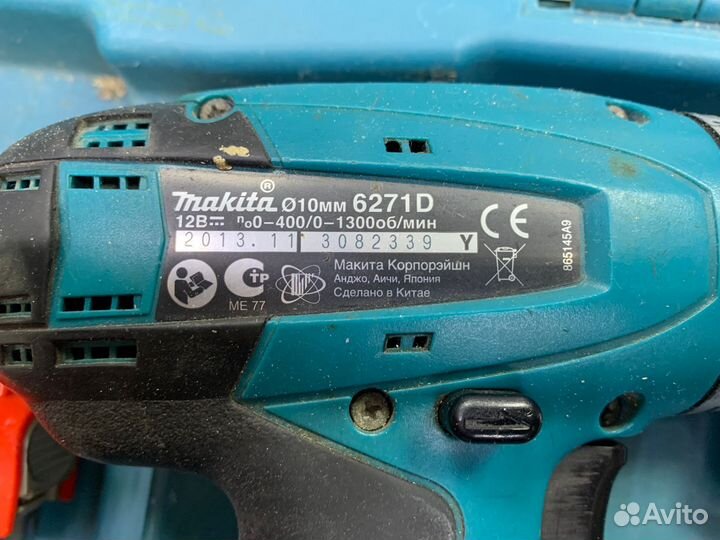 makita® Ø10мм 6271D
12В⎓ n₀0-400/0-1300об/мин
2013.11 3082339 Y
CE
Макита Корпорэйшн
Анджо, Аичи, Япония
Сделано в Китае
ME 77
865145A9
Avito